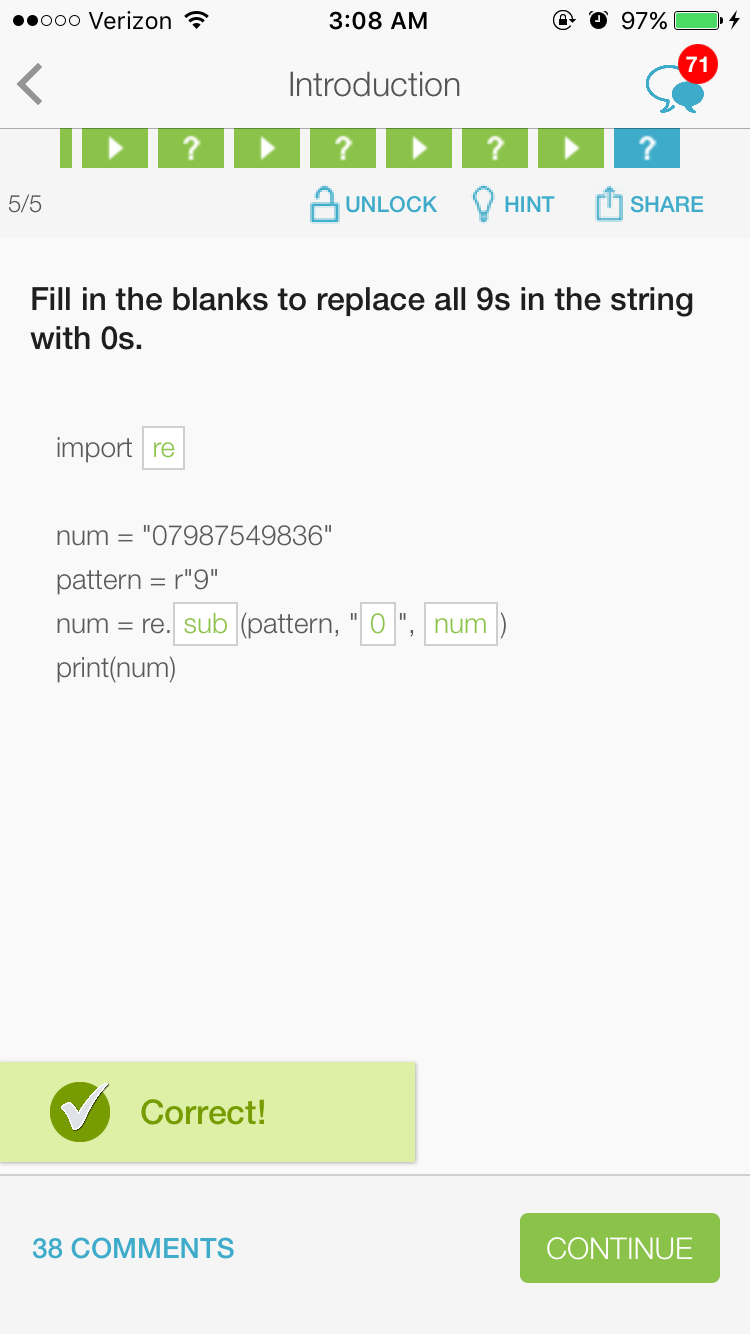 ●●○○○ Verizon 3:08 AM 97%
Introduction 71
? ? ? ?
5/5 UNLOCK HINT SHARE
Fill in the blanks to replace all 9s in the string
with 0s.
import re
num = "07987549836"
pattern = r"9"
num = re.sub(pattern, "0", num)
print(num)
Correct!
38 COMMENTS CONTINUE